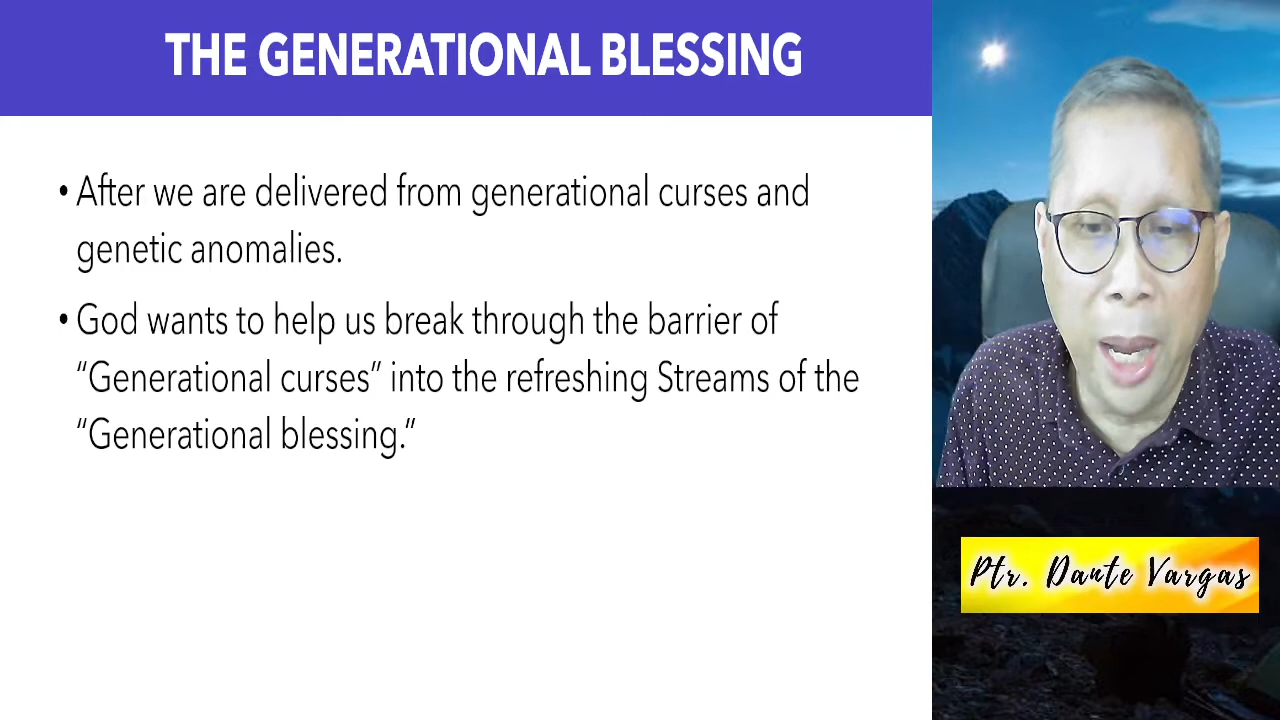 THE GENERATIONAL BLESSING
• After we are delivered from generational curses and
genetic anomalies.
• God wants to help us break through the barrier of
“Generational curses” into the refreshing Streams of the
“Generational blessing.”
Ptr. Dante Vargas